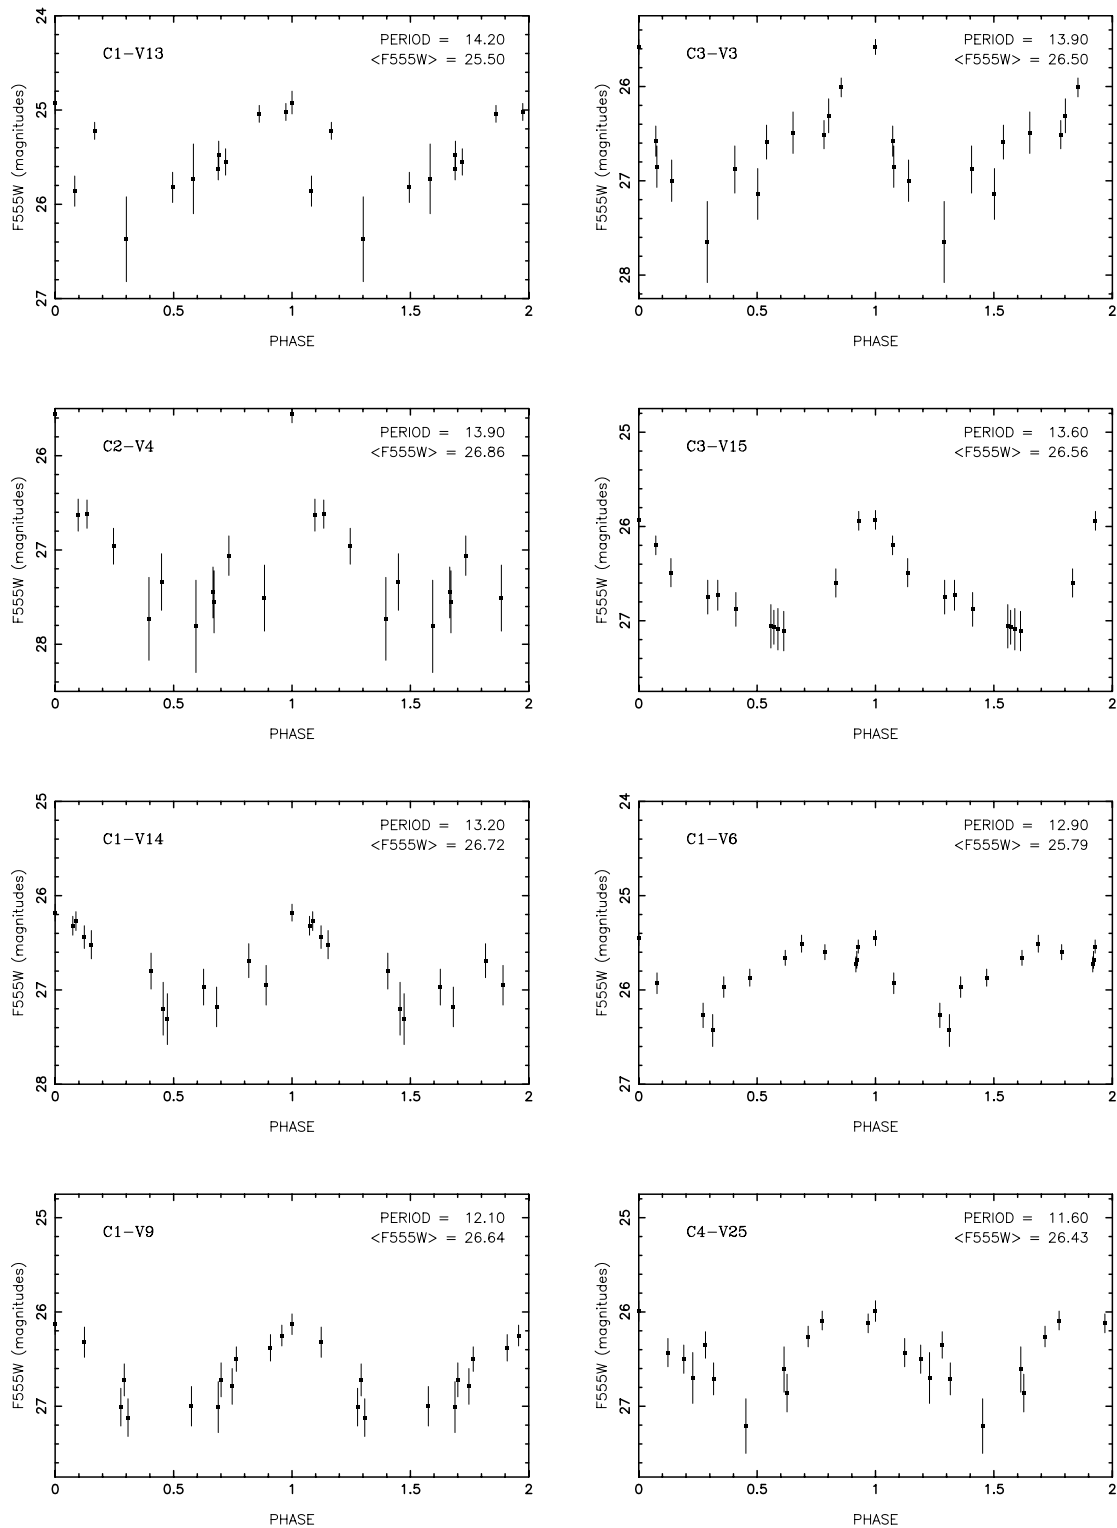 C1-V13
PERIOD = 14.20
<F555W> = 25.50
F555W (magnitudes)
24
25
26
27
0 0.5 1 1.5 2
PHASE
C3-V3
PERIOD = 13.90
<F555W> = 26.50
F555W (magnitudes)
26
27
28
0 0.5 1 1.5 2
PHASE
C2-V4
PERIOD = 13.90
<F555W> = 26.86
F555W (magnitudes)
26
27
28
0 0.5 1 1.5 2
PHASE
C3-V15
PERIOD = 13.60
<F555W> = 26.56
F555W (magnitudes)
25
26
27
0 0.5 1 1.5 2
PHASE
C1-V14
PERIOD = 13.20
<F555W> = 26.72
F555W (magnitudes)
25
26
27
28
0 0.5 1 1.5 2
PHASE
C1-V6
PERIOD = 12.90
<F555W> = 25.79
F555W (magnitudes)
24
25
26
27
0 0.5 1 1.5 2
PHASE
C1-V9
PERIOD = 12.10
<F555W> = 26.64
F555W (magnitudes)
25
26
27
0 0.5 1 1.5 2
PHASE
C4-V25
PERIOD = 11.60
<F555W> = 26.43
F555W (magnitudes)
25
26
27
0 0.5 1 1.5 2
PHASE